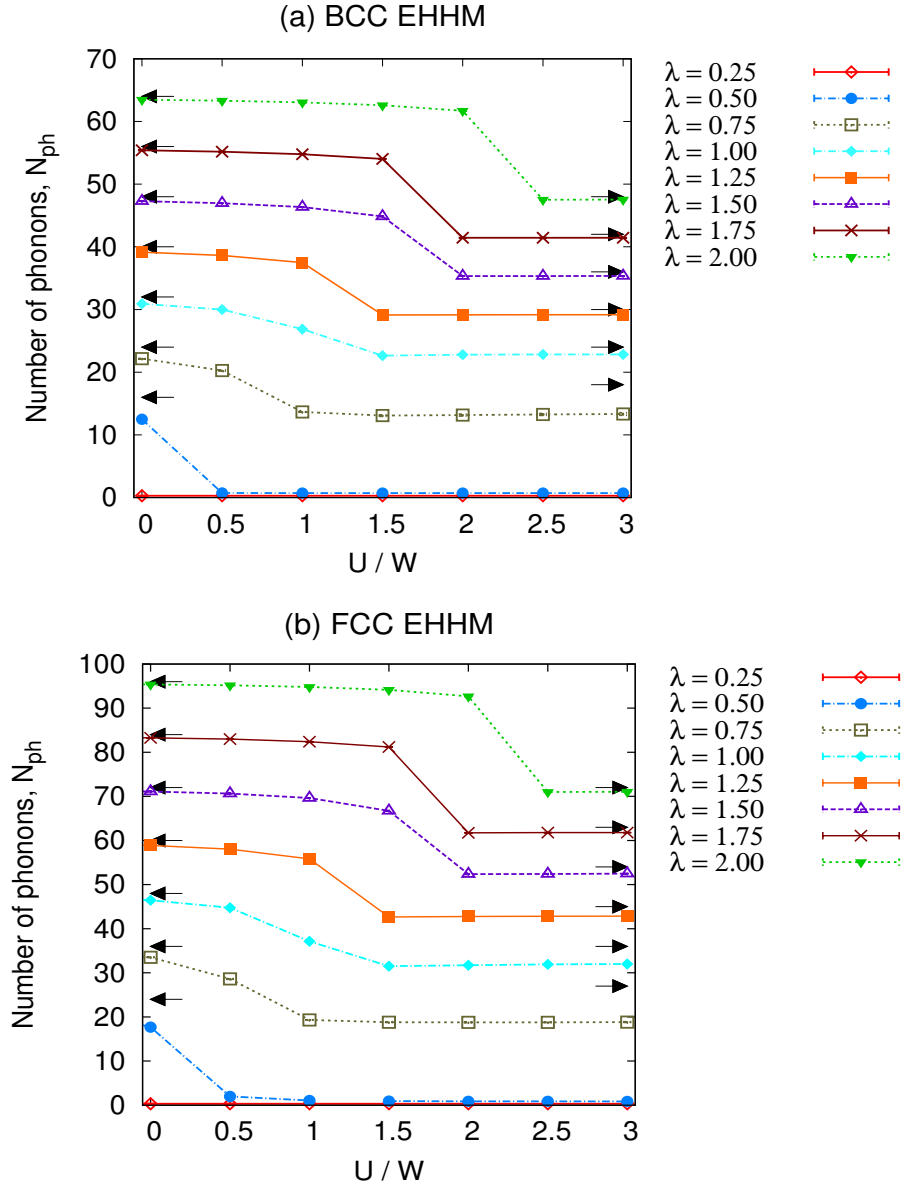 (a) BCC EHHM
Number of phonons, N_ph
70
60
50
40
30
20
10
0
0 0.5 1 1.5 2 2.5 3
U / W
λ = 0.25
λ = 0.50
λ = 0.75
λ = 1.00
λ = 1.25
λ = 1.50
λ = 1.75
λ = 2.00
(b) FCC EHHM
Number of phonons, N_ph
100
90
80
70
60
50
40
30
20
10
0
0 0.5 1 1.5 2 2.5 3
U / W
λ = 0.25
λ = 0.50
λ = 0.75
λ = 1.00
λ = 1.25
λ = 1.50
λ = 1.75
λ = 2.00